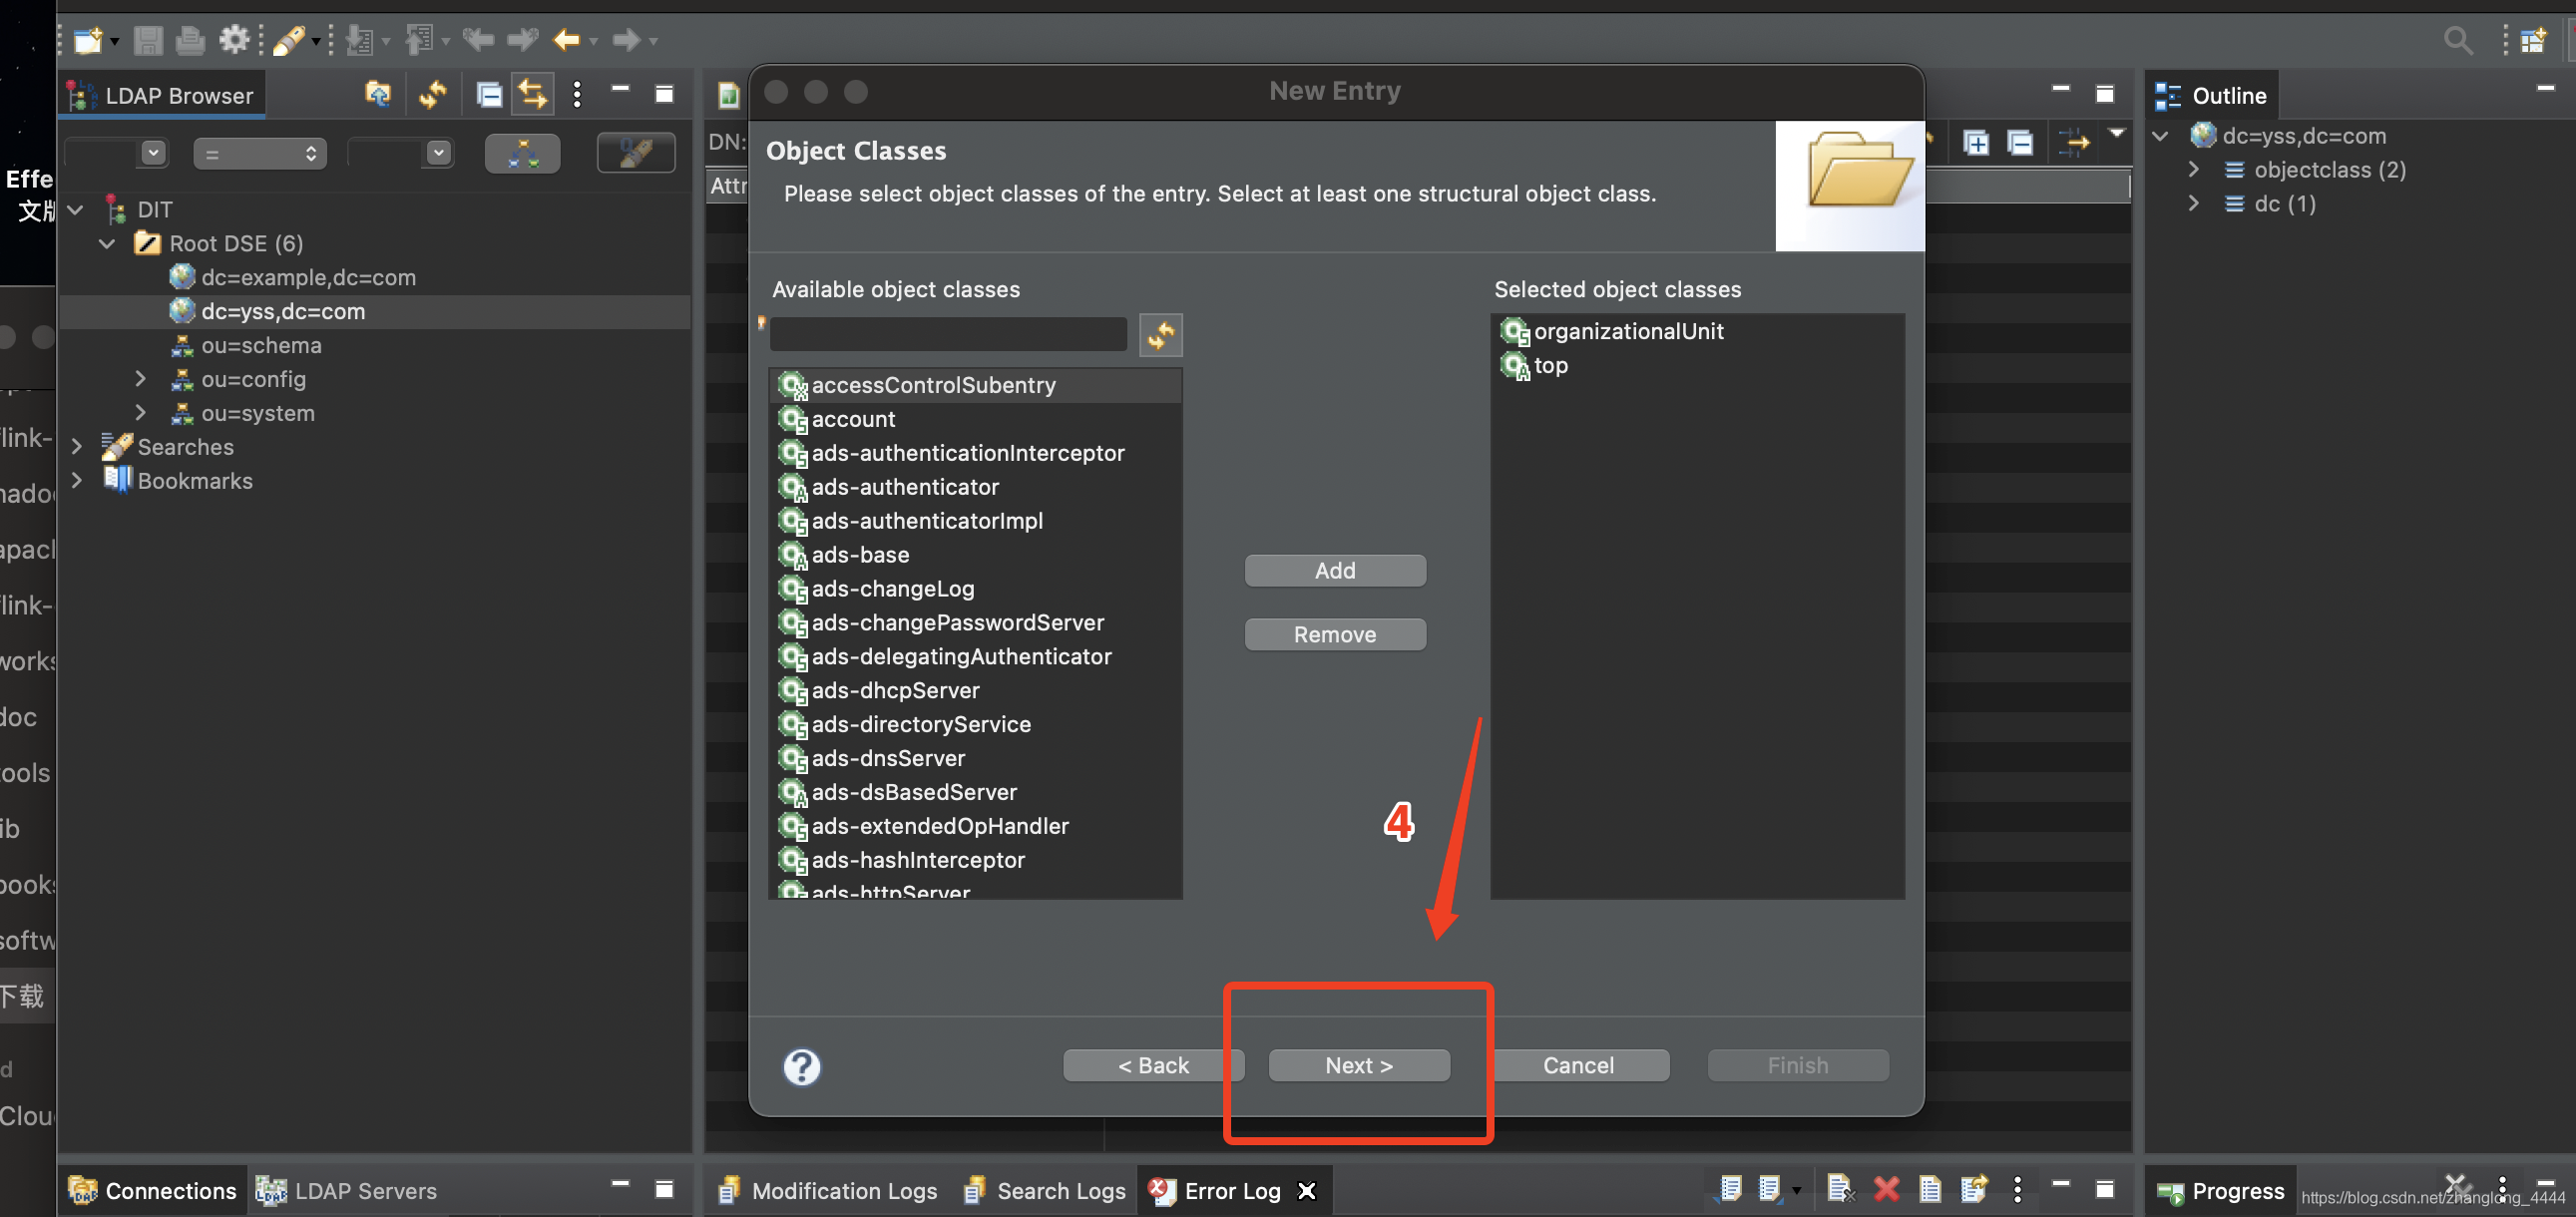 LDAP Browser
=
DIT
Root DSE (6)
dc=example,dc=com
dc=yss,dc=com
ou=schema
ou=config
ou=system
Searches
Bookmarks
Effe
link-
apach
link-
works
doc
tools
ib
books
softw
下载
d
Clou
DN:
Attr
New Entry
Object Classes
Please select object classes of the entry. Select at least one structural object class.
Available object classes
accessControlSubentry
account
ads-authenticationInterceptor
ads-authenticator
ads-authenticatorImpl
ads-base
ads-changeLog
ads-changePasswordServer
ads-delegatingAuthenticator
ads-dhcpServer
ads-directoryService
ads-dnsServer
ads-dsBasedServer
ads-extendedOpHandler
ads-hashInterceptor
ads-httpServer
Add
Remove
Selected object classes
organizationalUnit
top
4
< Back
Next >
Cancel
Finish
Outline
dc=yss,dc=com
objectclass (2)
dc (1)
Connections
LDAP Servers
Modification Logs
Search Logs
Error Log
Progress
https://blog.csdn.net/zhanglong_4444